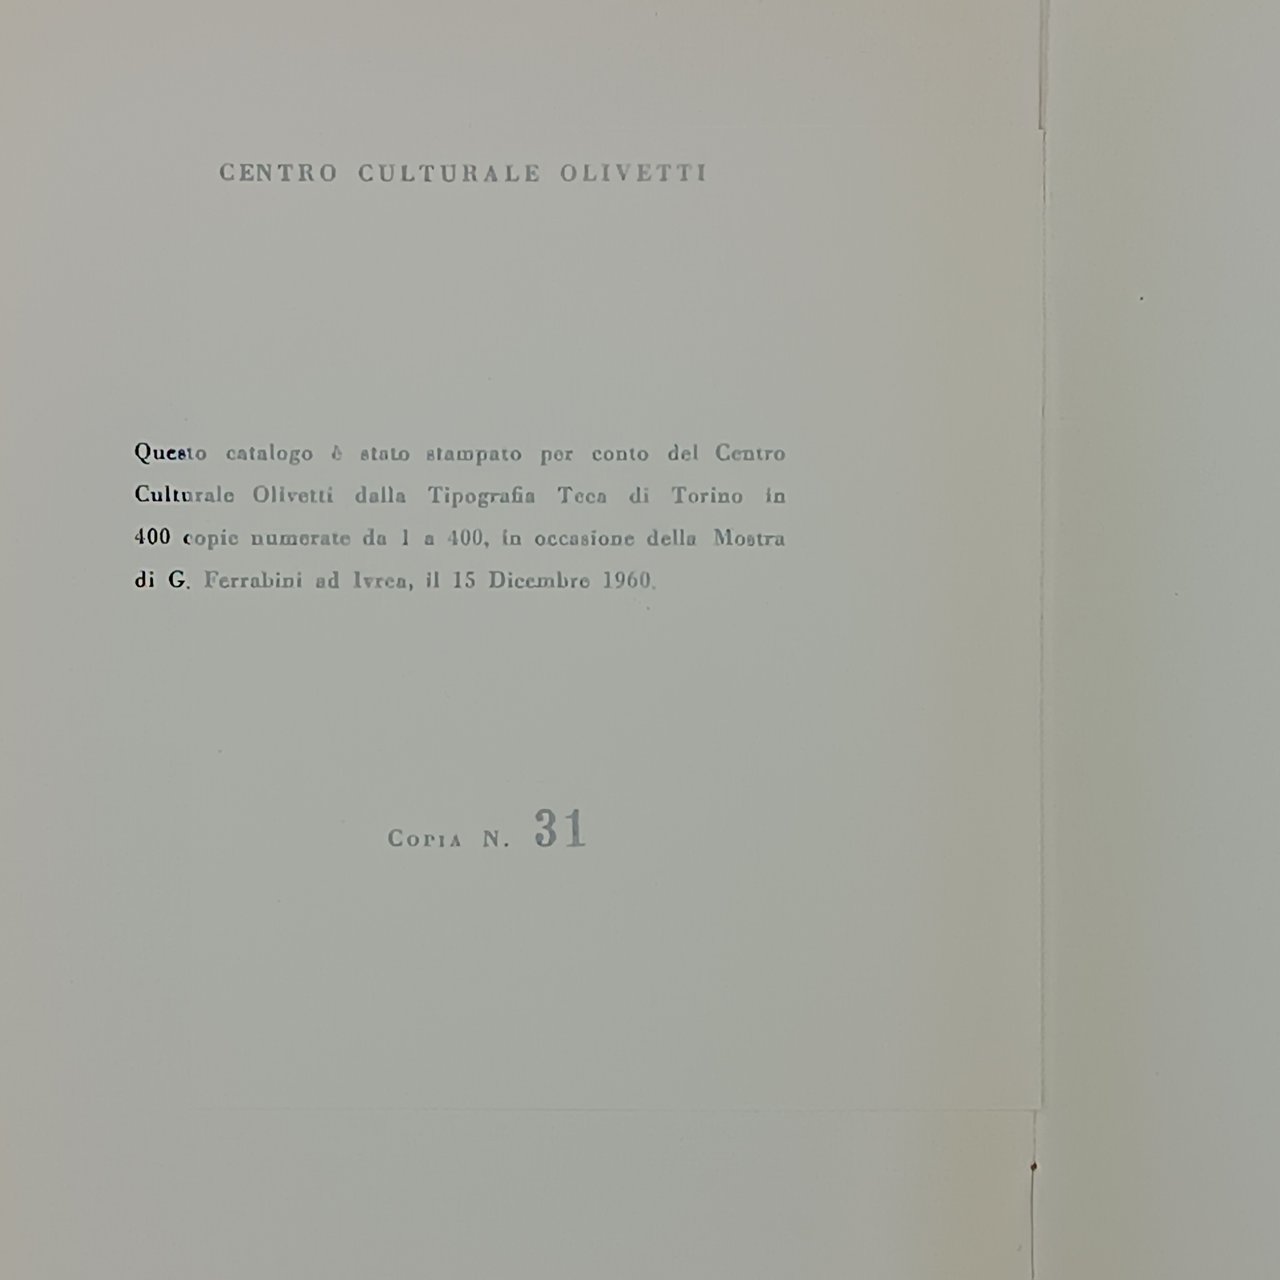 CENTRO CULTURALE OLIVETTI
Questo catalogo è stato stampato per conto del Centro
Culturale Olivetti dalla Tipografia Teca di Torino in
400 copie numerate da 1 a 400, in occasione della Mostra
di G. Ferrabini ad Ivrea, il 15 Dicembre 1960.
COPIA N. 31